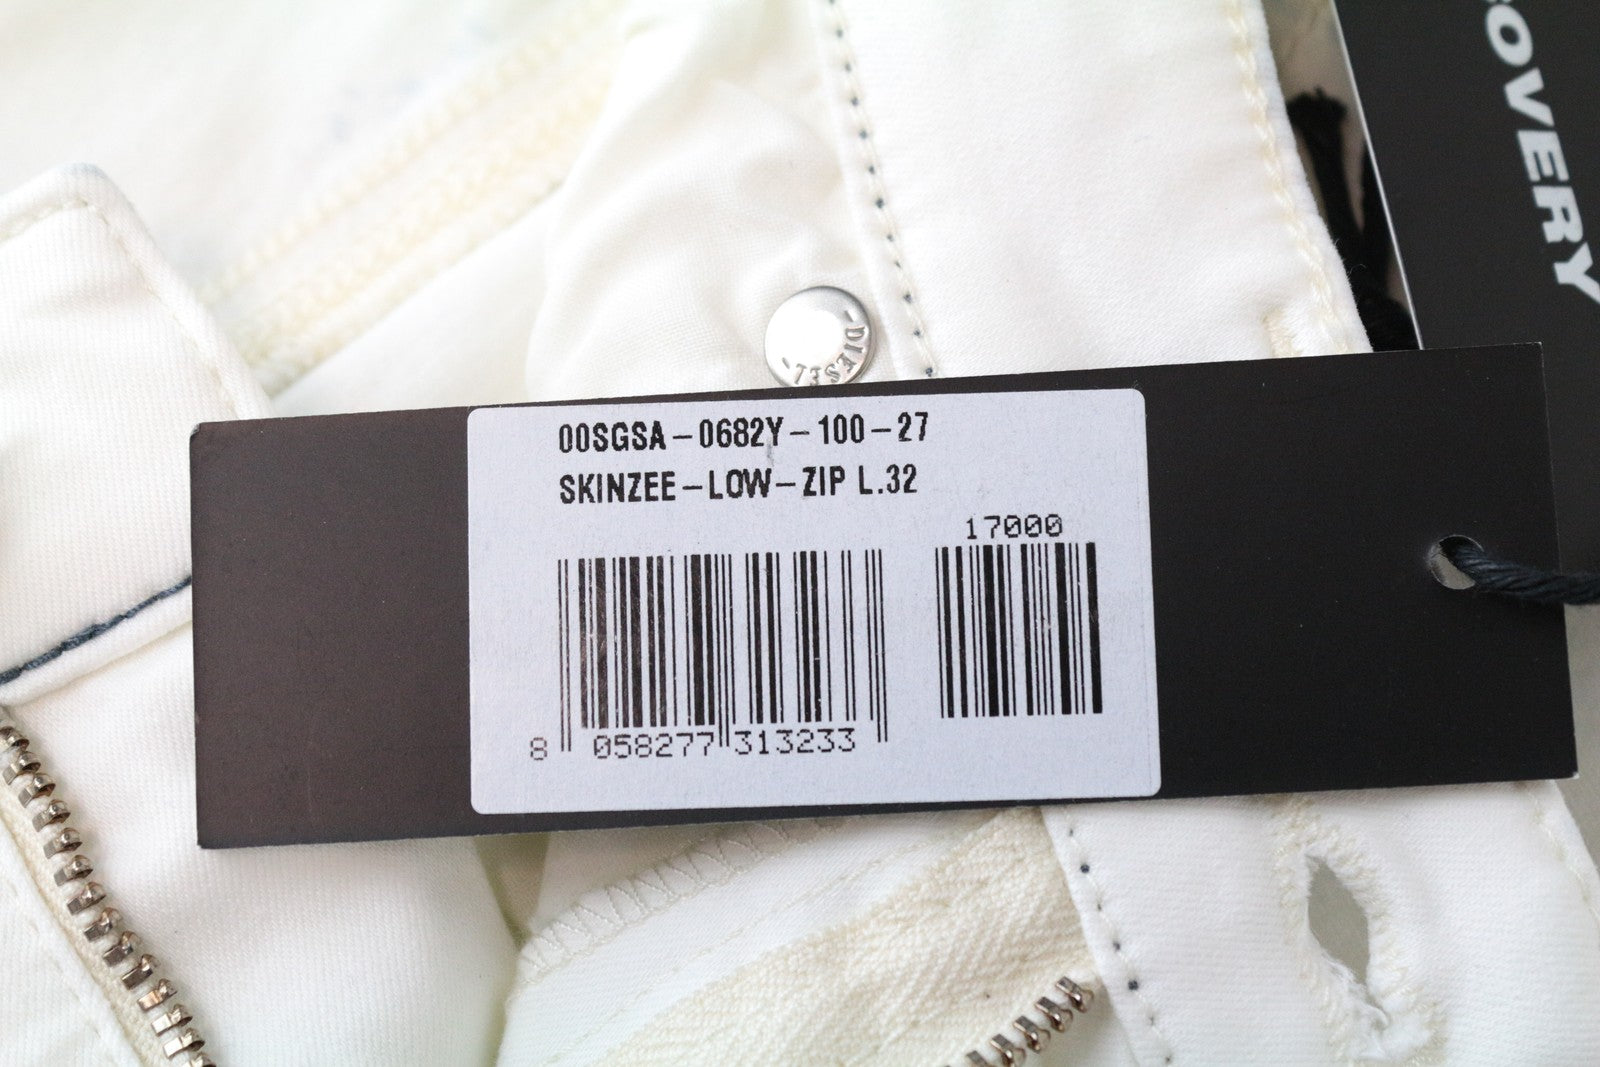 OVERY
-DIESEL-
00SGSA-0682Y-100-27
SKINZEE-LOW-ZIP L.32
17000
8 058277 313233